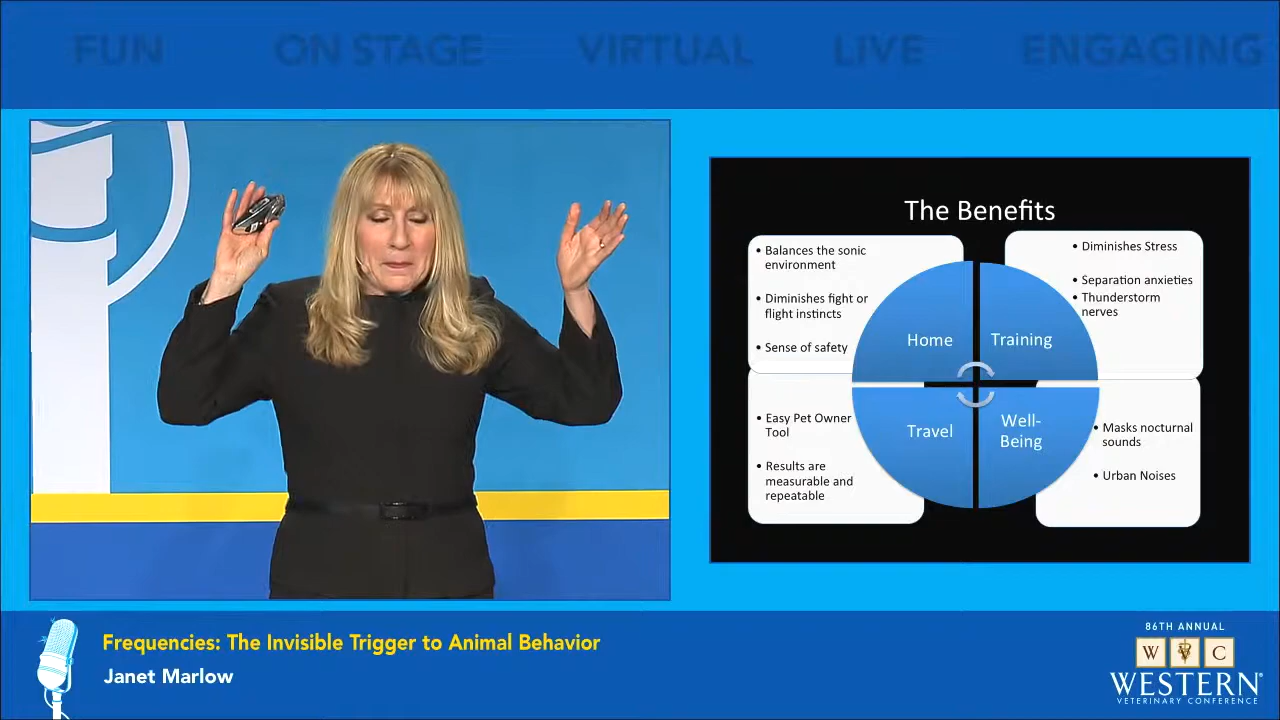 FUN ON STAGE VIRTUAL LIVE ENGAGING
The Benefits
• Balances the sonic
environment
• Diminishes fight or
flight instincts
• Sense of safety
• Diminishes Stress
• Separation anxieties
• Thunderstorm
nerves
Home
Training
Travel
Well-
Being
• Easy Pet Owner
Tool
• Results are
measurable and
repeatable
• Masks nocturnal
sounds
• Urban Noises
Frequencies: The Invisible Trigger to Animal Behavior
Janet Marlow
86TH ANNUAL
W V C
WESTERN®
VETERINARY CONFERENCE